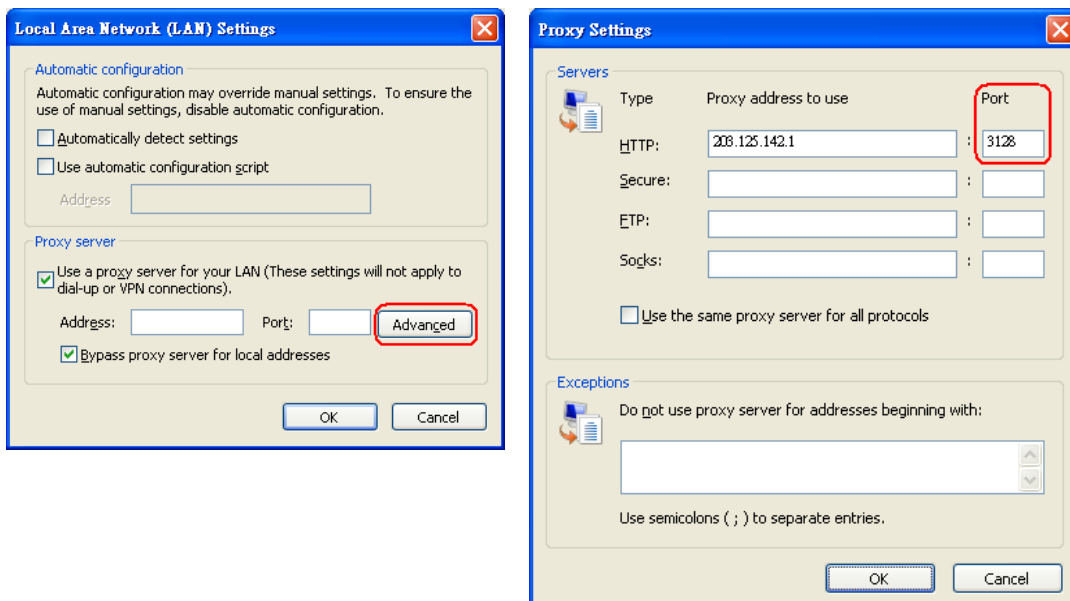 Local Area Network (LAN) Settings
Automatic configuration
Automatic configuration may override manual settings. To ensure the
use of manual settings, disable automatic configuration.
Automatically detect settings
Use automatic configuration script
Address
Proxy server
Use a proxy server for your LAN (These settings will not apply to
dial-up or VPN connections).
Address: Port: Advanced
Bypass proxy server for local addresses
OK Cancel
Proxy Settings
Servers
Type Proxy address to use Port
HTTP: 203.125.142.1 : 3128
Secure: :
FTP: :
Socks: :
Use the same proxy server for all protocols
Exceptions
Do not use proxy server for addresses beginning with:
Use semicolons ( ; ) to separate entries.
OK Cancel